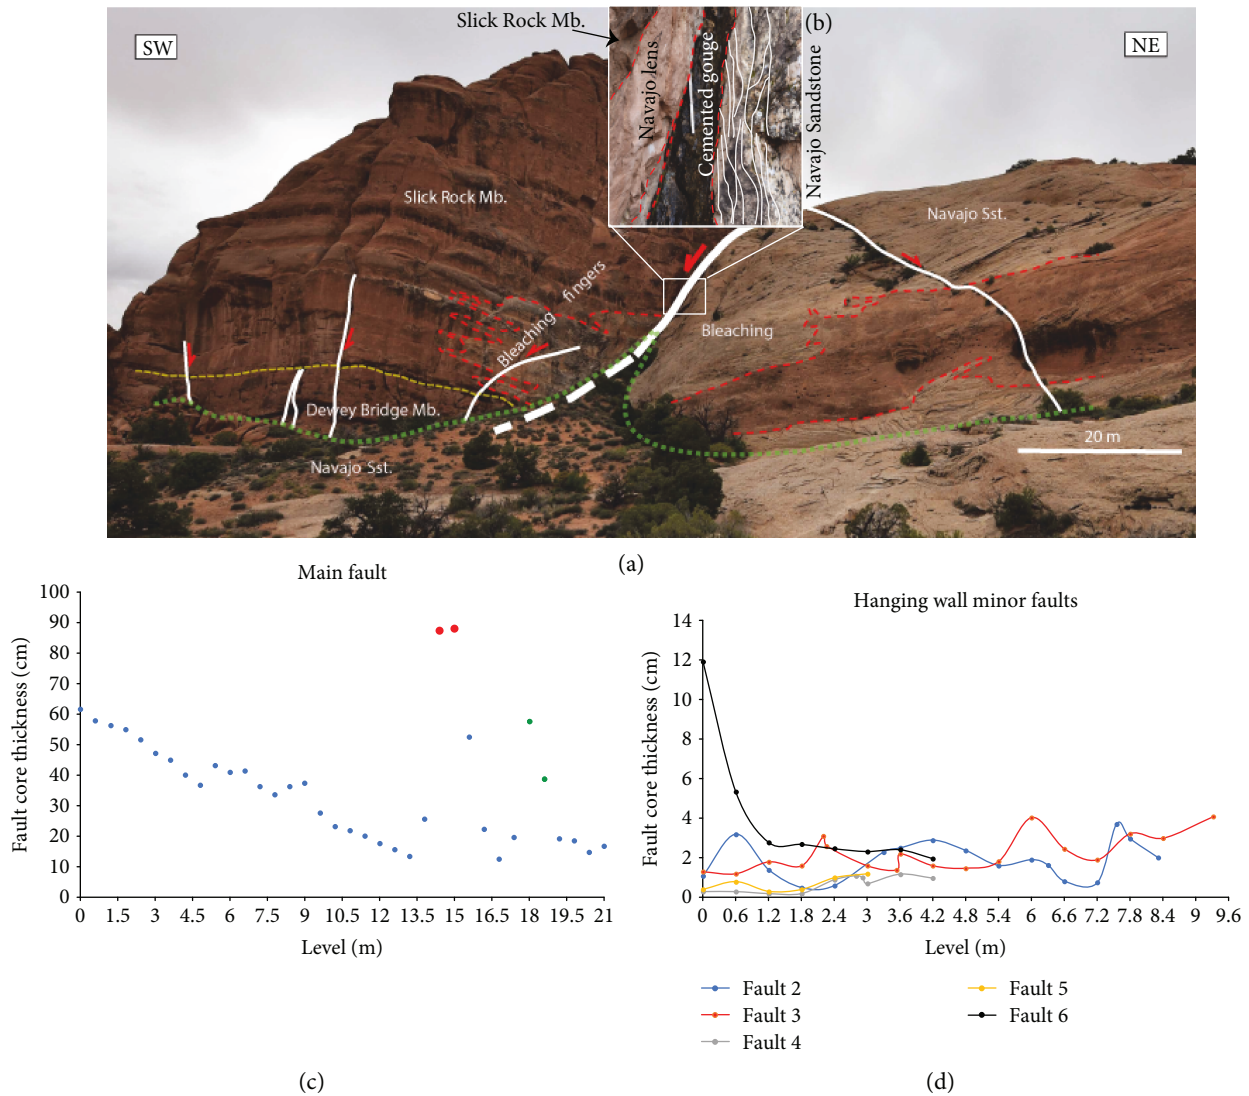 Slick Rock Mb.
(b)
SW
NE
Navajo lens
Cemented gouge
Navajo Sandstone
Slick Rock Mb.
Navajo Sst.
Bleaching fingers
Bleaching
Dewey Bridge Mb.
Navajo Sst.
20 m
(a)
Main fault
Fault core thickness (cm)
100
90
80
70
60
50
40
30
20
10
0
0 1.5 3 4.5 6 7.5 9 10.5 12 13.5 15 16.5 18 19.5 21
Level (m)
(c)
Hanging wall minor faults
Fault core thickness (cm)
14
12
10
8
6
4
2
0
0 0.6 1.2 1.8 2.4 3 3.6 4.2 4.8 5.4 6 6.6 7.2 7.8 8.4 9 9.6
Level (m)
Fault 2
Fault 3
Fault 4
Fault 5
Fault 6
(d)